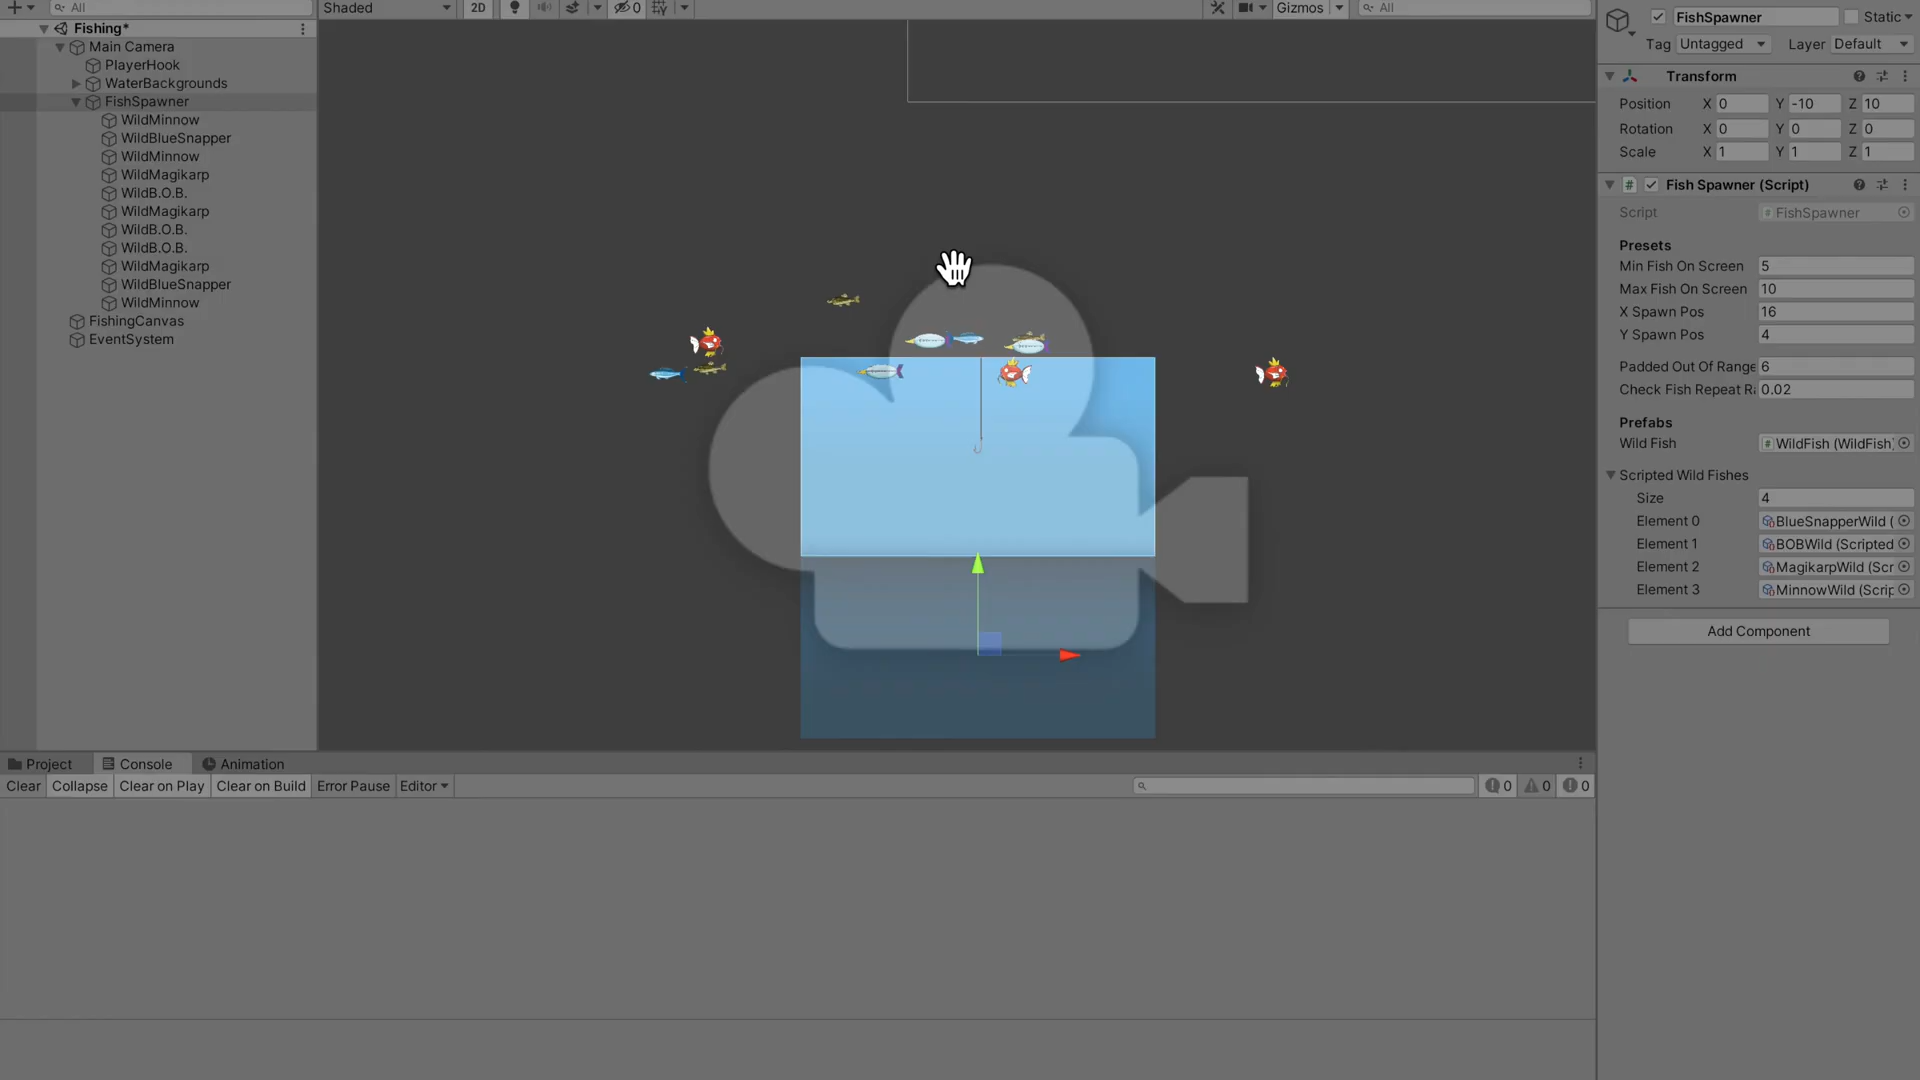 All
Shaded
2D
0
Gizmos
All
Fishing*
Main Camera
PlayerHook
WaterBackgrounds
FishSpawner
WildMinnow
WildBlueSnapper
WildMinnow
WildMagikarp
WildB.O.B.
WildMagikarp
WildB.O.B.
WildB.O.B.
WildMagikarp
WildBlueSnapper
WildMinnow
FishingCanvas
EventSystem
FishSpawner
Static
Tag Untagged Layer Default
Transform
Position X 0 Y -10 Z 10
Rotation X 0 Y 0 Z 0
Scale X 1 Y 1 Z 1
# Fish Spawner (Script)
Script # FishSpawner
Presets
Min Fish On Screen 5
Max Fish On Screen 10
X Spawn Pos 16
Y Spawn Pos 4
Padded Out Of Range 6
Check Fish Repeat Ra 0.02
Prefabs
Wild Fish # WildFish (WildFish)
Scripted Wild Fishes
Size 4
Element 0 BlueSnapperWild (
Element 1 BOBWild (Scripted
Element 2 MagikarpWild (Scr
Element 3 MinnowWild (Scrip
Add Component
Project Console Animation
Clear Collapse Clear on Play Clear on Build Error Pause Editor
0 0 0